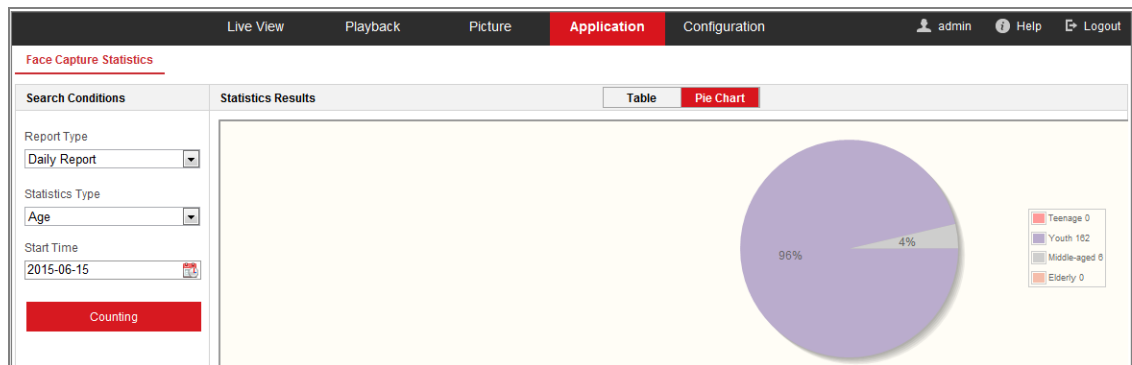 Live View Playback Picture Application Configuration admin Help Logout
Face Capture Statistics
Search Conditions
Statistics Results
Table Pie Chart
Report Type
Daily Report
Statistics Type
Age
Start Time
2015-06-15
Counting
96%
4%
Teenage 0
Youth 162
Middle-aged 6
Elderly 0